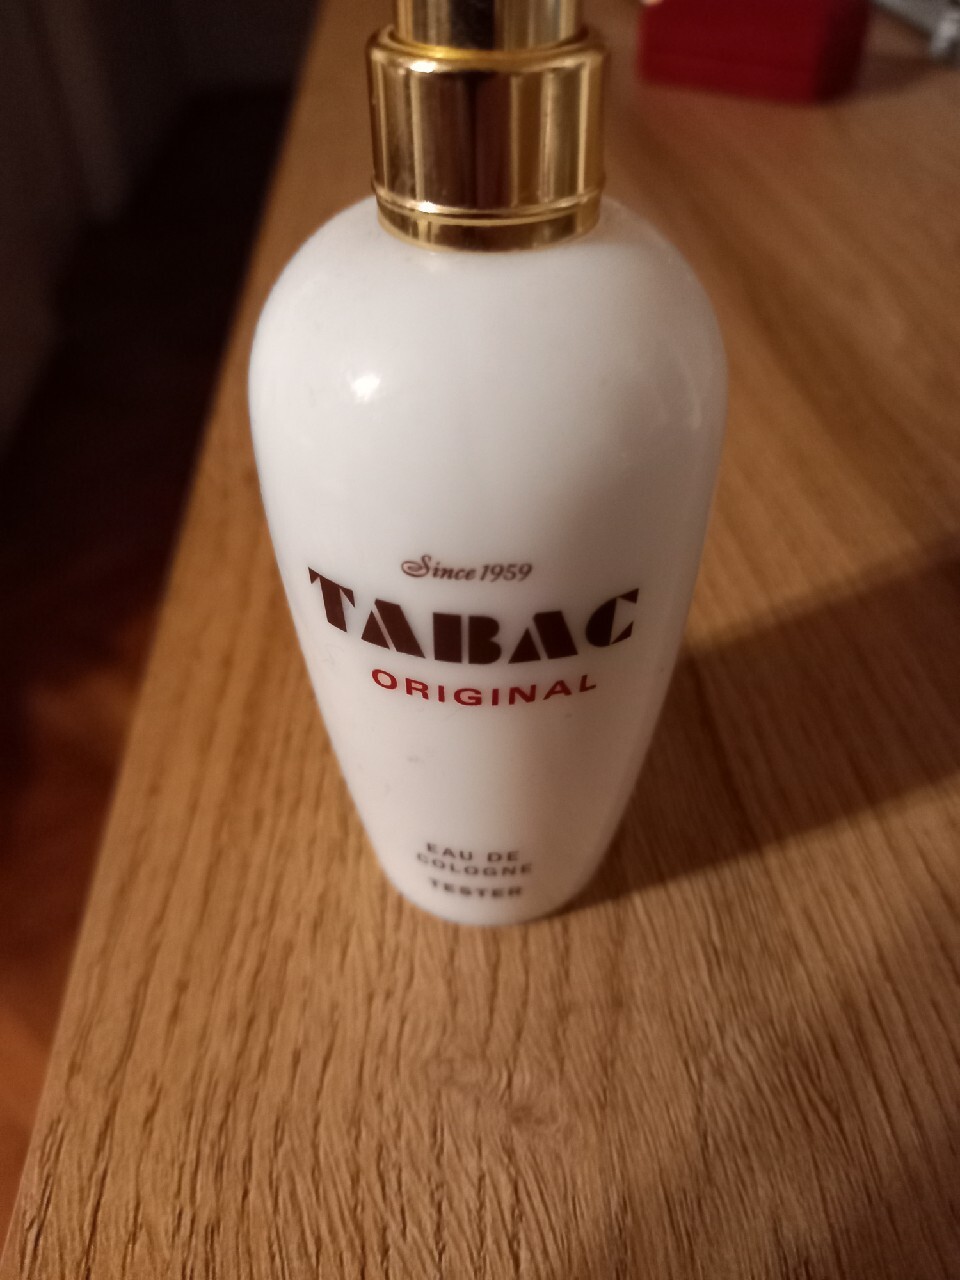 Since 1959
TABAC
ORIGINAL
EAU DE
COLOGNE
TESTER